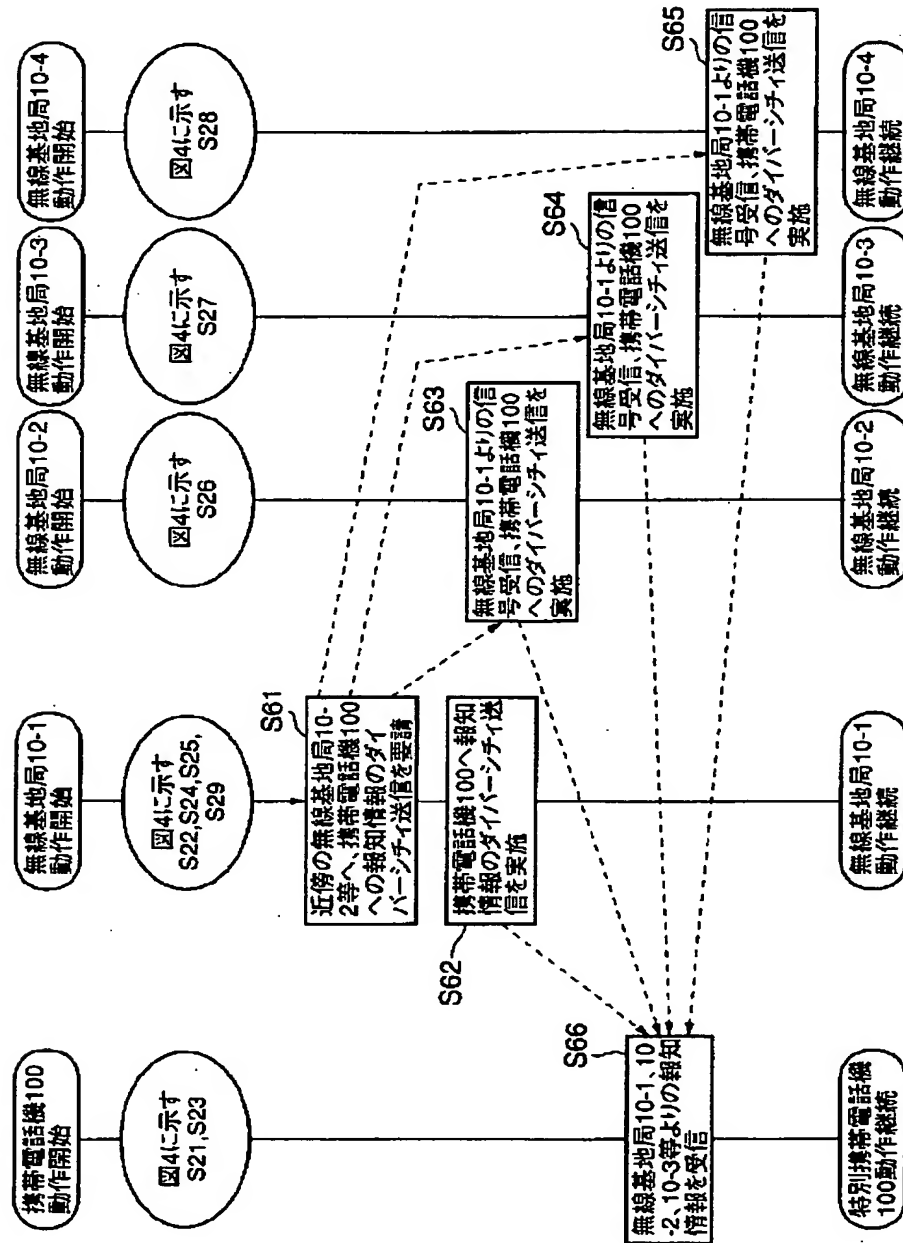 携帯電話機100
動作開始
無線基地局10-1
動作開始
無線基地局10-2
動作開始
無線基地局10-3
動作開始
無線基地局10-4
動作開始
図4に示す
S21,S23
図4に示す
S22,S24,S25,
S29
図4に示す
S26
図4に示す
S27
図4に示す
S28
S61
近傍の無線基地局10-
2等へ、携帯電話機100
への報知情報のダイ
バーシチィ送信を要請
S62
携帯電話機100へ報知
情報のダイバーシチィ送
信を実施
S63
無線基地局10-1よりの信
号受信、携帯電話機100
へのダイバーシチィ送信を
実施
S64
無線基地局10-1よりの信
号受信、携帯電話機100
へのダイバーシチィ送信を
実施
S65
無線基地局10-1よりの信
号受信、携帯電話機100
へのダイバーシチィ送信を
実施
S66
無線基地局10-1、10
-2、10-3等よりの報知
情報を受信
特別携帯電話機
100動作継続
無線基地局10-1
動作継続
無線基地局10-2
動作継続
無線基地局10-3
動作継続
無線基地局10-4
動作継続